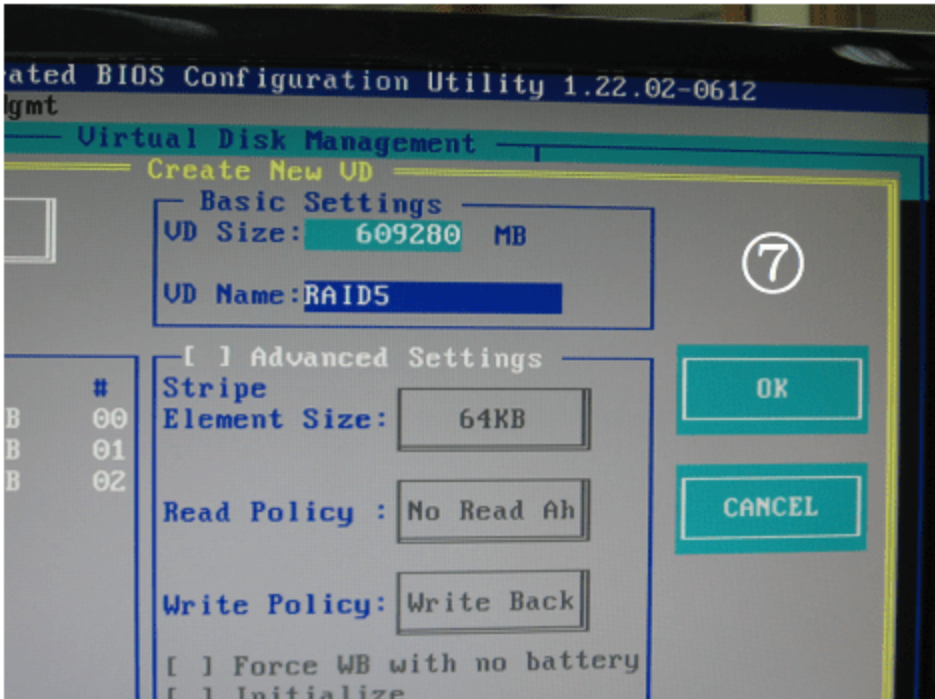 ated BIOS Configuration Utility 1.22.02-0612
gmt
Virtual Disk Management
Create New VD
Basic Settings
VD Size: 609280 MB
VD Name:RAID5
⑦
[ ] Advanced Settings
Stripe
Element Size: 64KB
Read Policy : No Read Ah
Write Policy: Write Back
[ ] Force WB with no battery
[ ] Initialize
#
B 00
B 01
B 02
OK
CANCEL